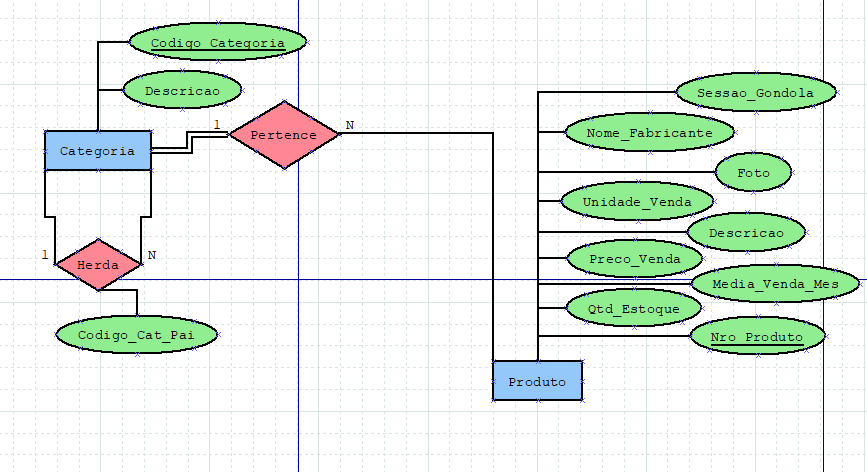 Codigo_Categoria
Descricao
Categoria
1
Pertence
N
1
Herda
N
Codigo_Cat_Pai
Sessao_Gondola
Nome_Fabricante
Foto
Unidade_Venda
Descricao
Preco_Venda
Media_Venda_Mes
Qtd_Estoque
Nro_Produto
Produto